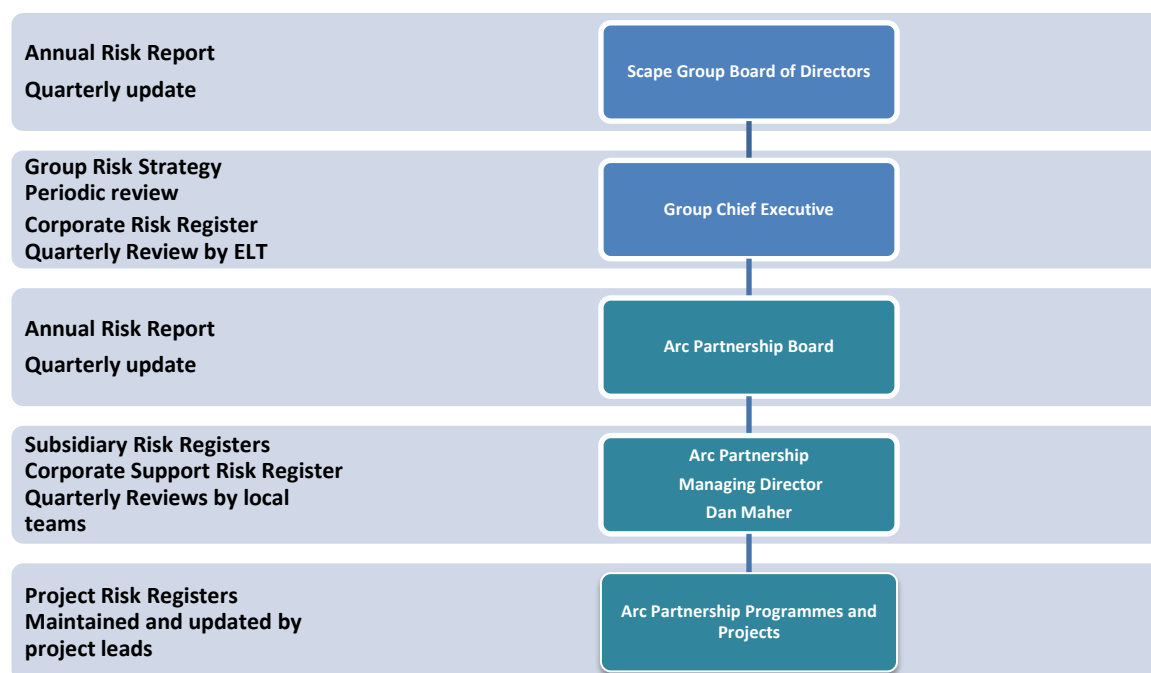 Annual Risk Report
Quarterly update
Scape Group Board of Directors
Group Risk Strategy
Periodic review
Corporate Risk Register
Quarterly Review by ELT
Group Chief Executive
Annual Risk Report
Quarterly update
Arc Partnership Board
Subsidiary Risk Registers
Corporate Support Risk Register
Quarterly Reviews by local
teams
Arc Partnership
Managing Director
Dan Maher
Project Risk Registers
Maintained and updated by
project leads
Arc Partnership Programmes and
Projects